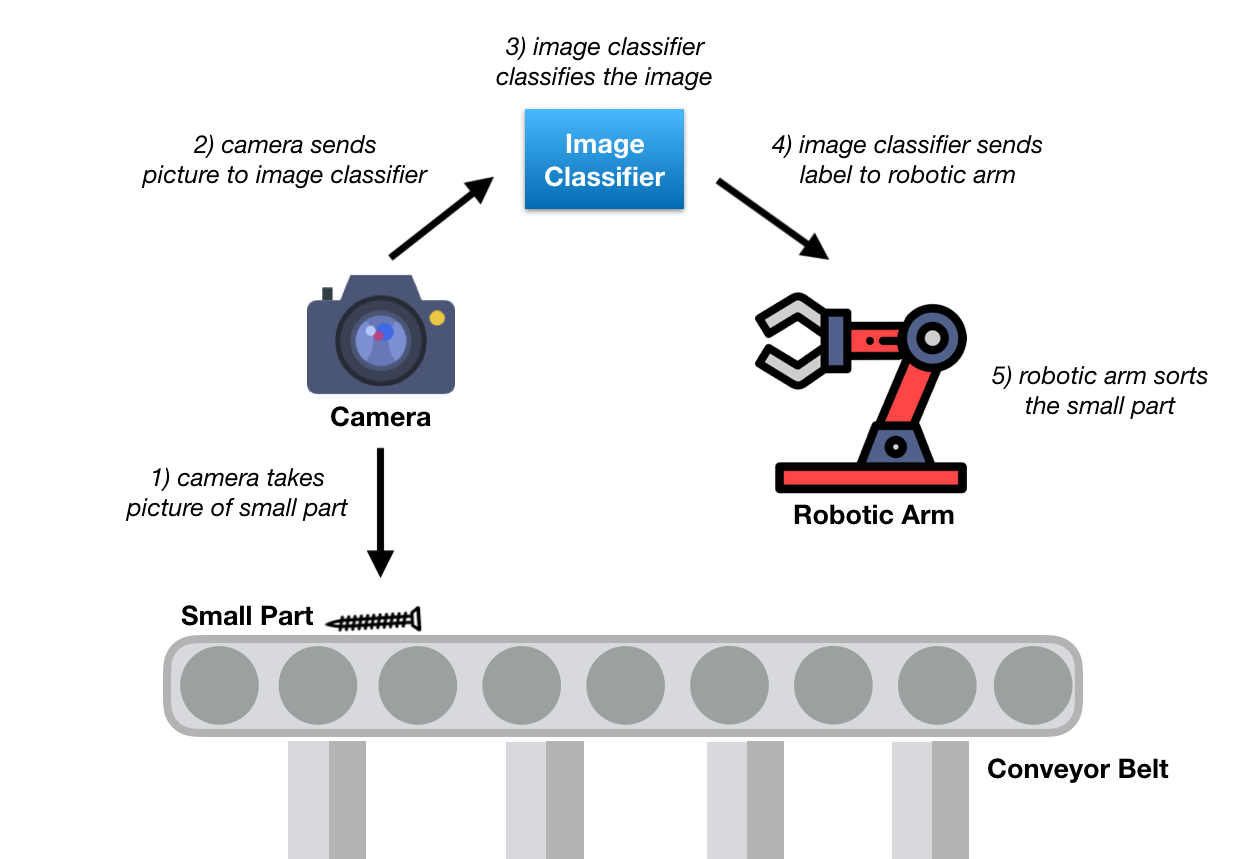 3) image classifier
classifies the image
Image
Classifier
2) camera sends
picture to image classifier
4) image classifier sends
label to robotic arm
Camera
5) robotic arm sorts
the small part
1) camera takes
picture of small part
Robotic Arm
Small Part
Conveyor Belt